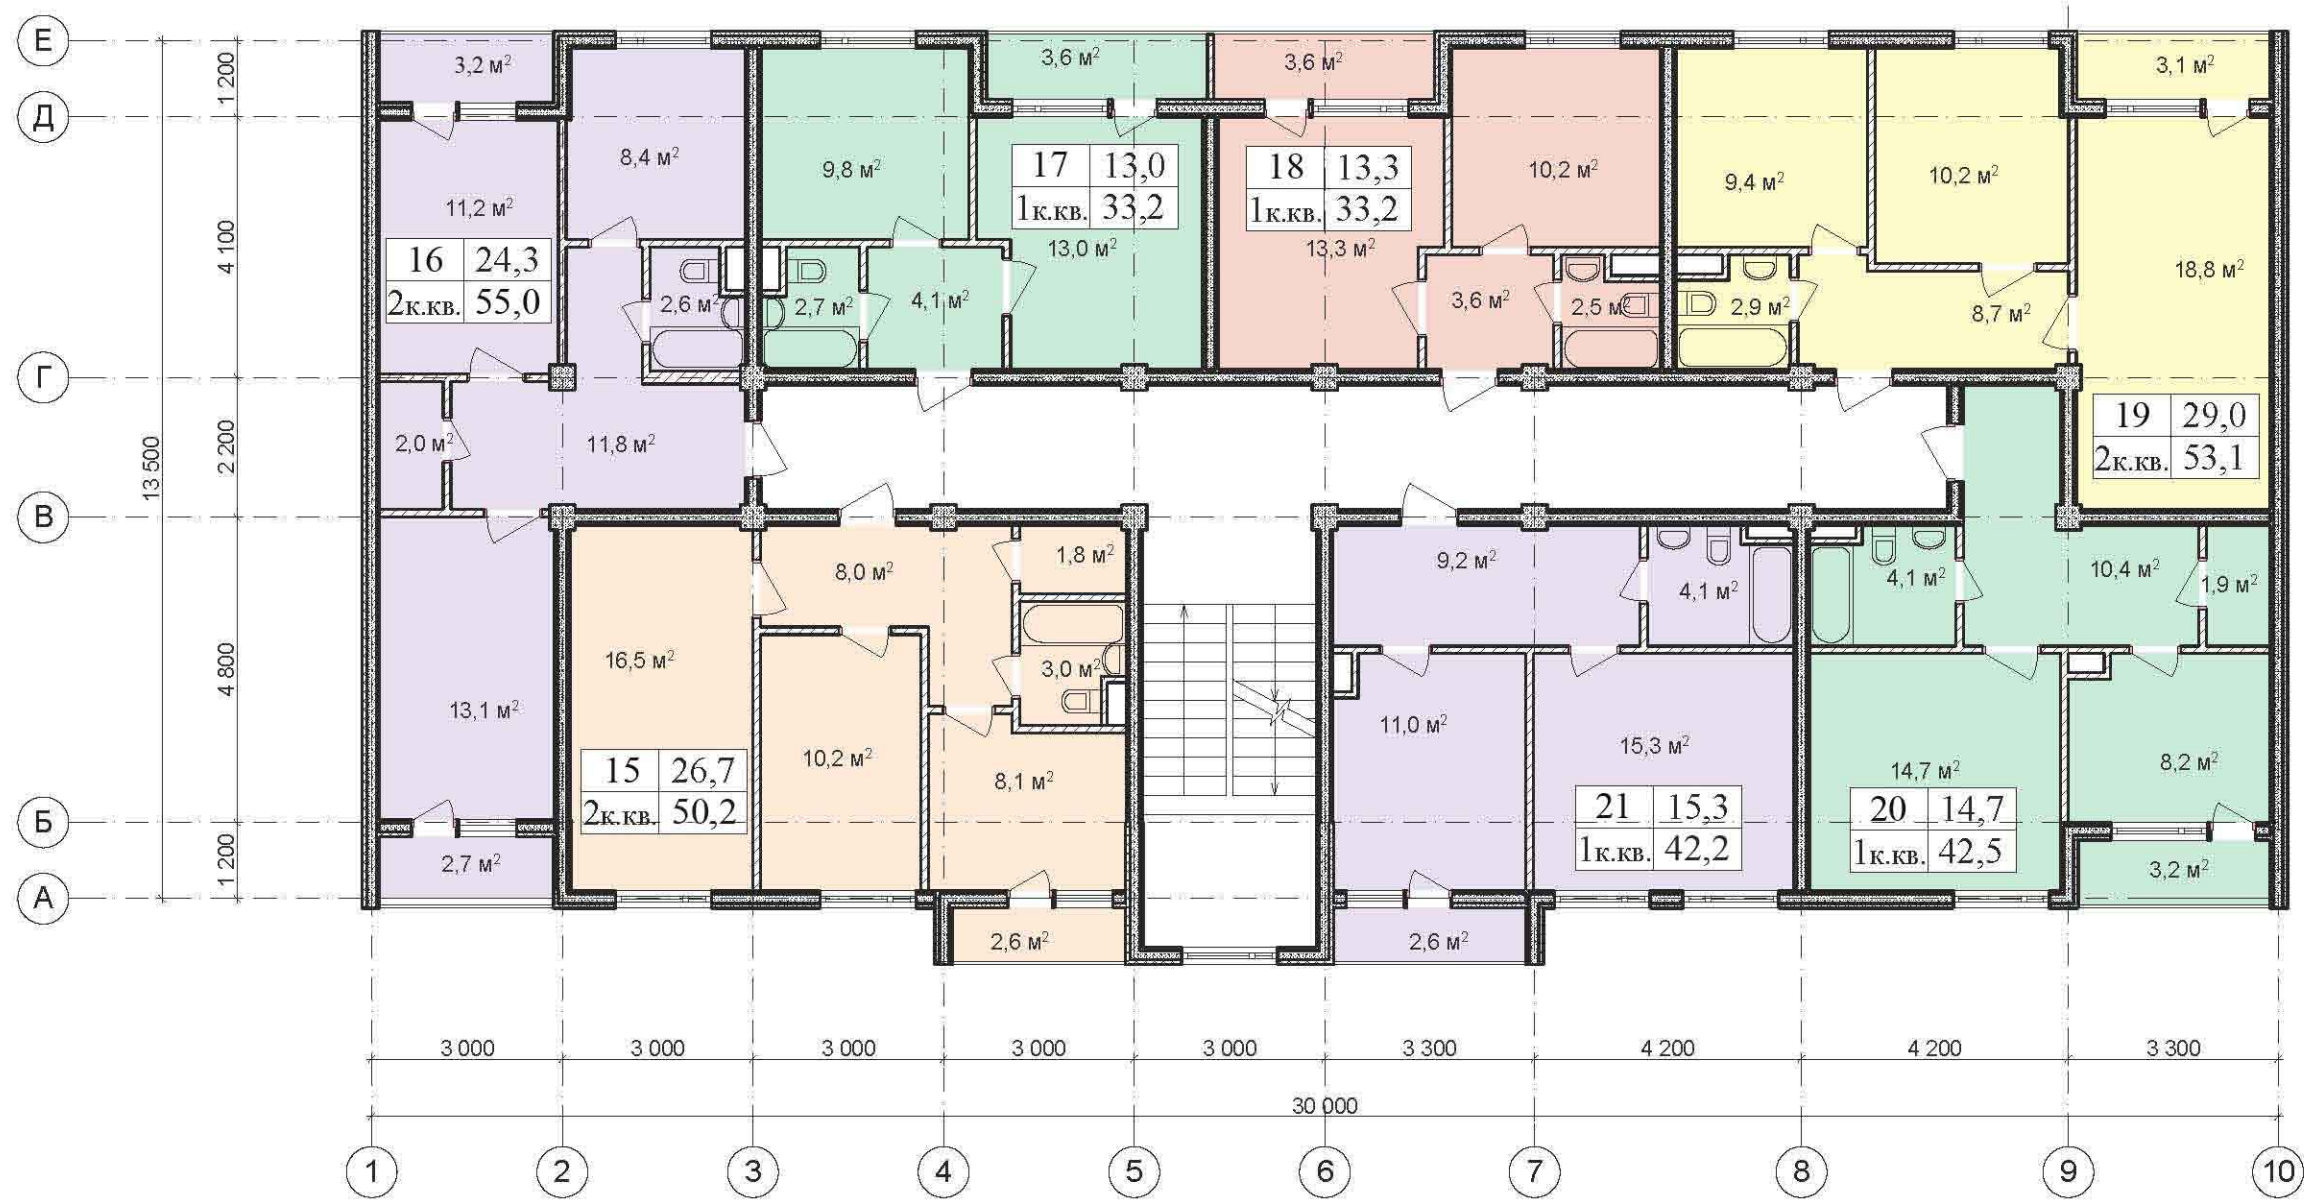 Е
Д
Г
В
Б
А
1 200
4 100
2 200
4 800
1 200
13 500
3,2 м²
8,4 м²
11,2 м²
16 24,3
2к.кв. 55,0
2,6 м²
2,0 м²
11,8 м²
13,1 м²
2,7 м²
9,8 м²
3,6 м²
17 13,0
1к.кв. 33,2
13,0 м²
2,7 м²
4,1 м²
3,6 м²
18 13,3
1к.кв. 33,2
13,3 м²
10,2 м²
3,6 м²
2,5 м²
9,4 м²
10,2 м²
3,1 м²
18,8 м²
2,9 м²
8,7 м²
19 29,0
2к.кв. 53,1
16,5 м²
8,0 м²
1,8 м²
3,0 м²
10,2 м²
8,1 м²
15 26,7
2к.кв. 50,2
2,6 м²
9,2 м²
4,1 м²
11,0 м²
15,3 м²
21 15,3
1к.кв. 42,2
2,6 м²
4,1 м²
10,4 м²
1,9 м²
14,7 м²
8,2 м²
20 14,7
1к.кв. 42,5
3,2 м²
3 000 3 000 3 000 3 000 3 000 3 300 4 200 4 200 3 300
30 000
1 2 3 4 5 6 7 8 9 10